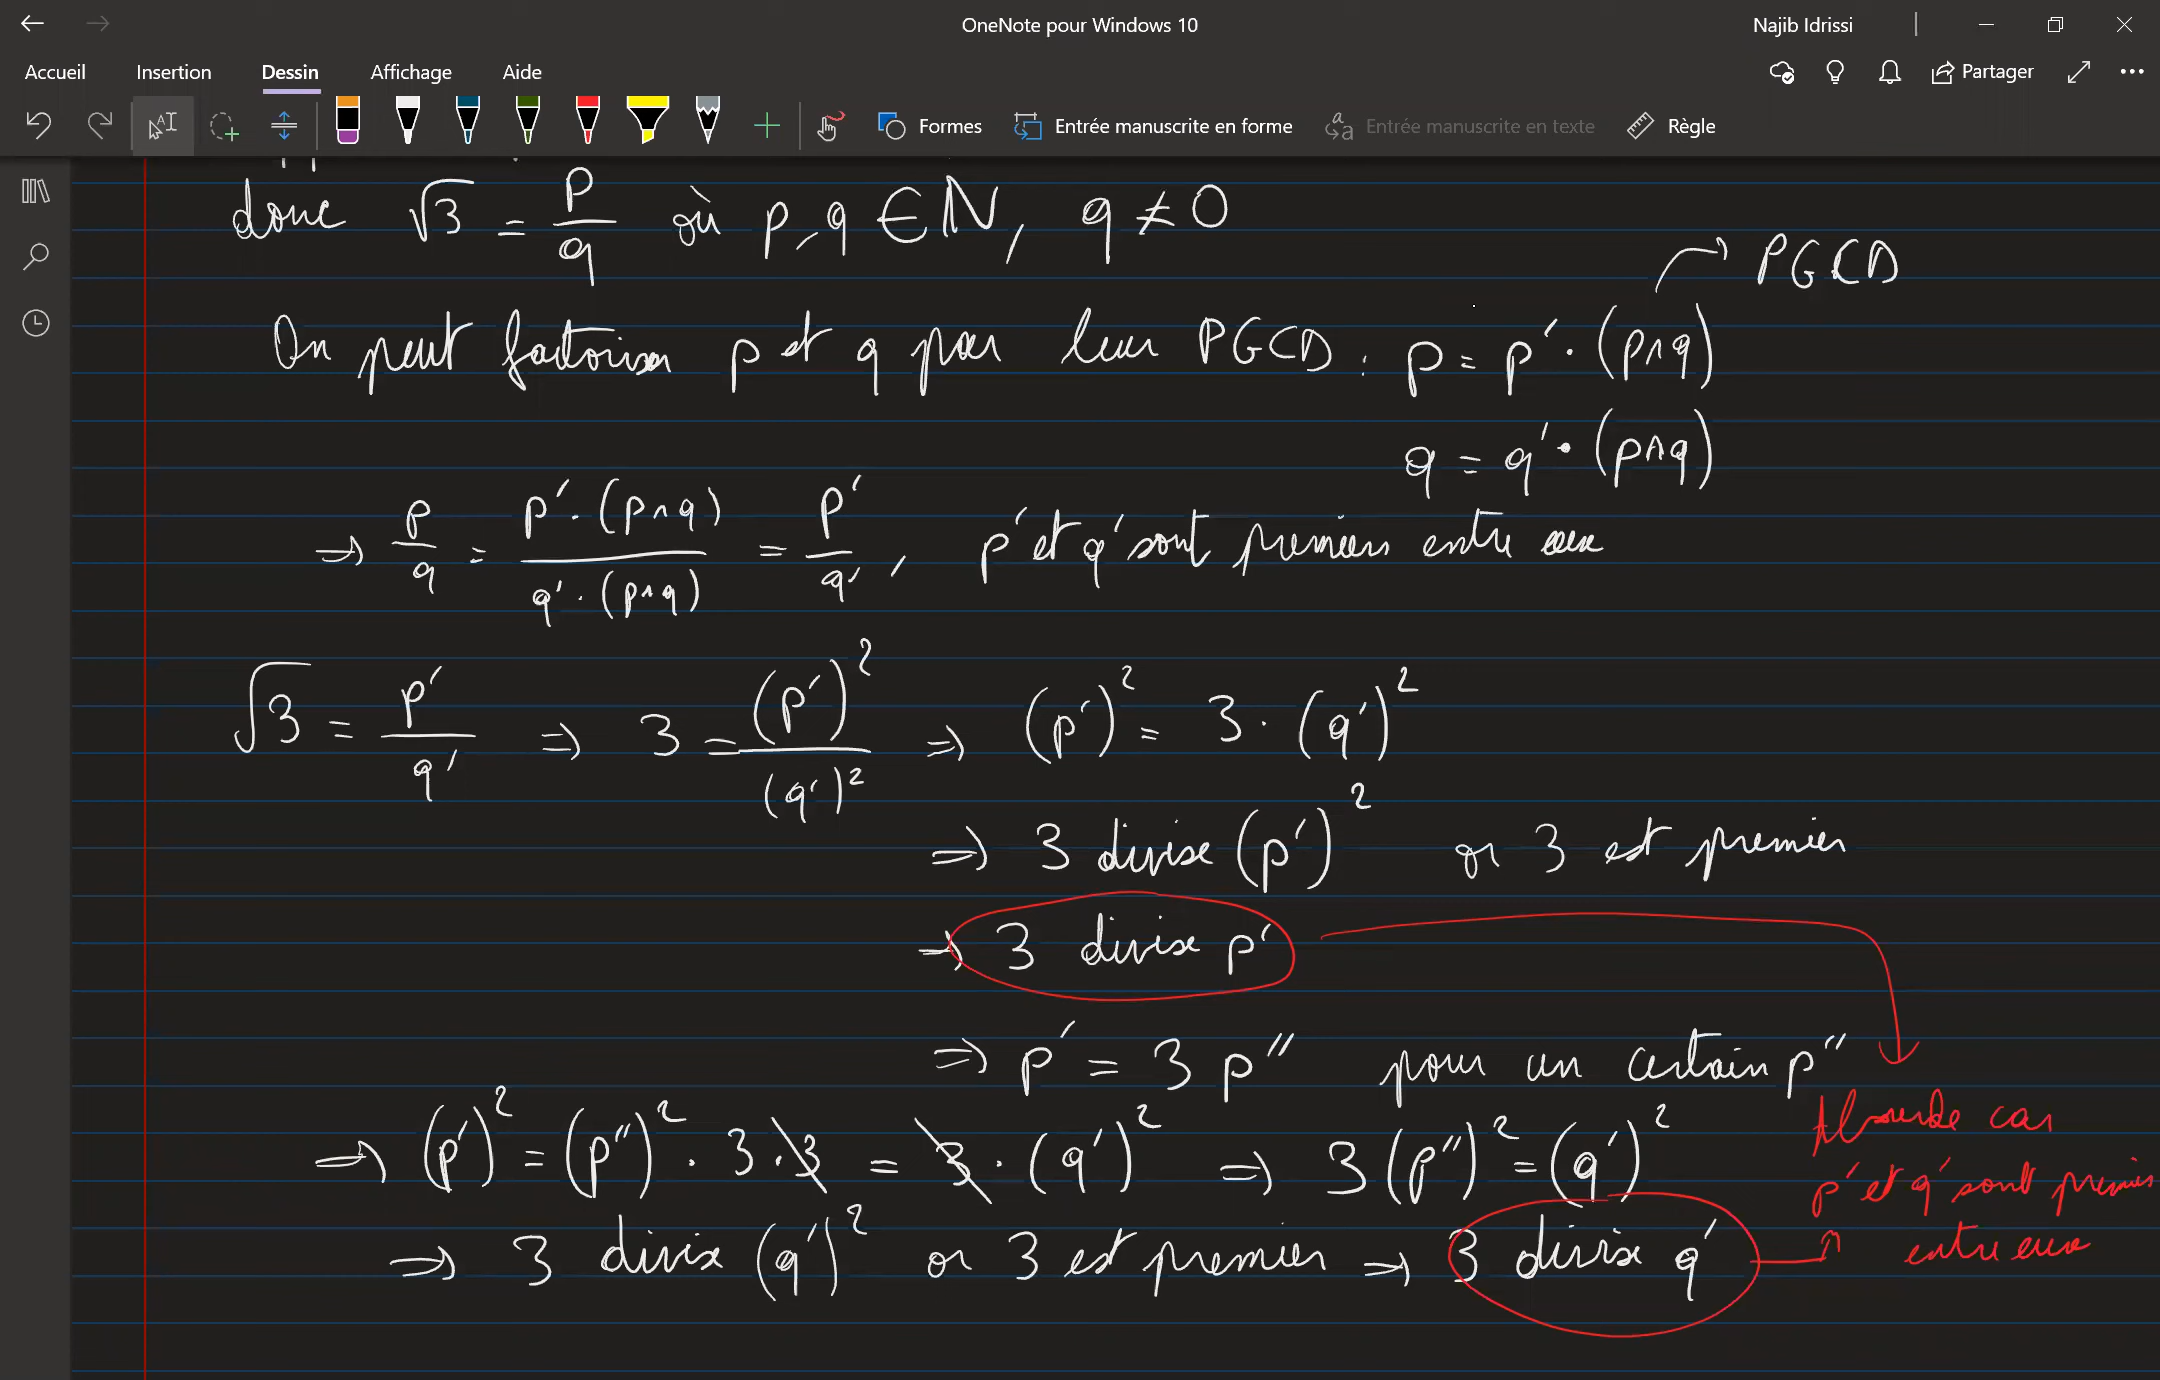 OneNote pour Windows 10
Najib Idrissi
Accueil Insertion Dessin Affichage Aide
Partager
Formes Entrée manuscrite en forme Entrée manuscrite en texte Règle
donc √3 = p/q où p, q ∈ ℕ, q ≠ 0
→ PGCD
On peut factoriser p et q par leur PGCD : p = p′ · (p∧q)
q = q′ · (p∧q)
⇒ p/q = p′·(p∧q) / q′·(p∧q) = p′/q′, p′ et q′ sont premiers entre eux
√3 = p′/q′ ⇒ 3 = (p′)²/(q′)² ⇒ (p′)² = 3 · (q′)²
⇒ 3 divise (p′)² or 3 est premier
⇒ 3 divise p′
⇒ p′ = 3 p″ pour un certain p″
⇒ (p′)² = (p″)² · 3 · 3 = 3 · (q′)² ⇒ 3 (p″)² = (q′)²
⇒ 3 divise (q′)² or 3 est premier ⇒ 3 divise q′
Absurde car
p′ et q′ sont premiers
entre eux